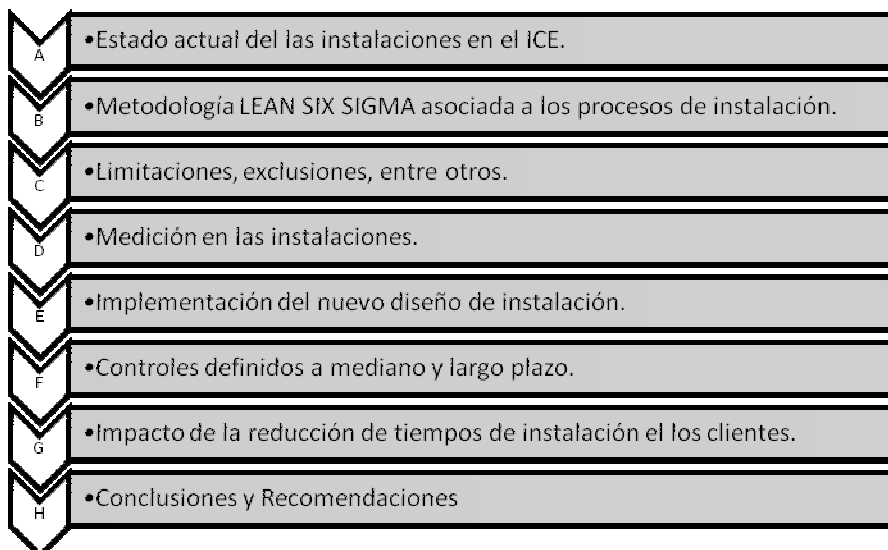 A
•Estado actual del las instalaciones en el ICE.
B
•Metodología LEAN SIX SIGMA asociada a los procesos de instalación.
C
•Limitaciones, exclusiones, entre otros.
D
•Medición en las instalaciones.
E
•Implementación del nuevo diseño de instalación.
F
•Controles definidos a mediano y largo plazo.
G
•Impacto de la reducción de tiempos de instalación el los clientes.
H
•Conclusiones y Recomendaciones